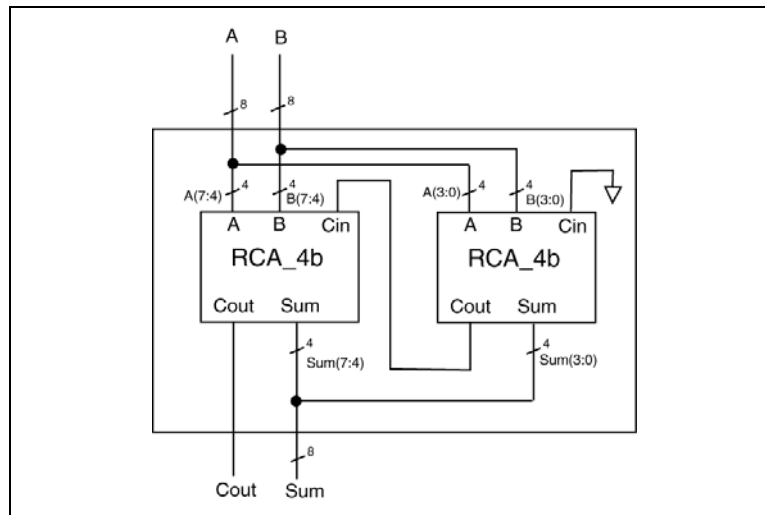 A B
8 8
A(7:4) 4 4 B(7:4) A(3:0) 4 4 B(3:0)
A B Cin A B Cin
RCA_4b RCA_4b
Cout Sum Cout Sum
4 4
Sum(7:4) Sum(3:0)
8
Cout Sum